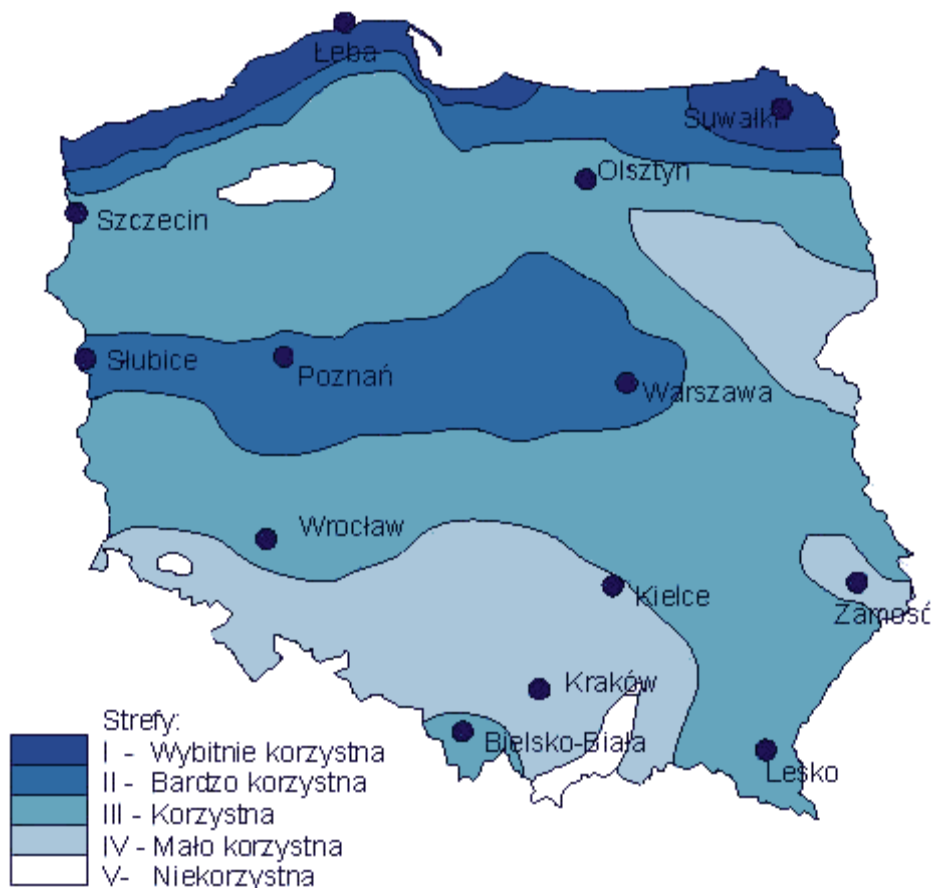 Łeba
Suwałki
Olsztyn
Szczecin
Słubice
Poznań
Warszawa
Wrocław
Kielce
Zamość
Kraków
Bielsko-Biała
Lesko
Strefy:
I - Wybitnie korzystna
II - Bardzo korzystna
III - Korzystna
IV - Mało korzystna
V- Niekorzystna